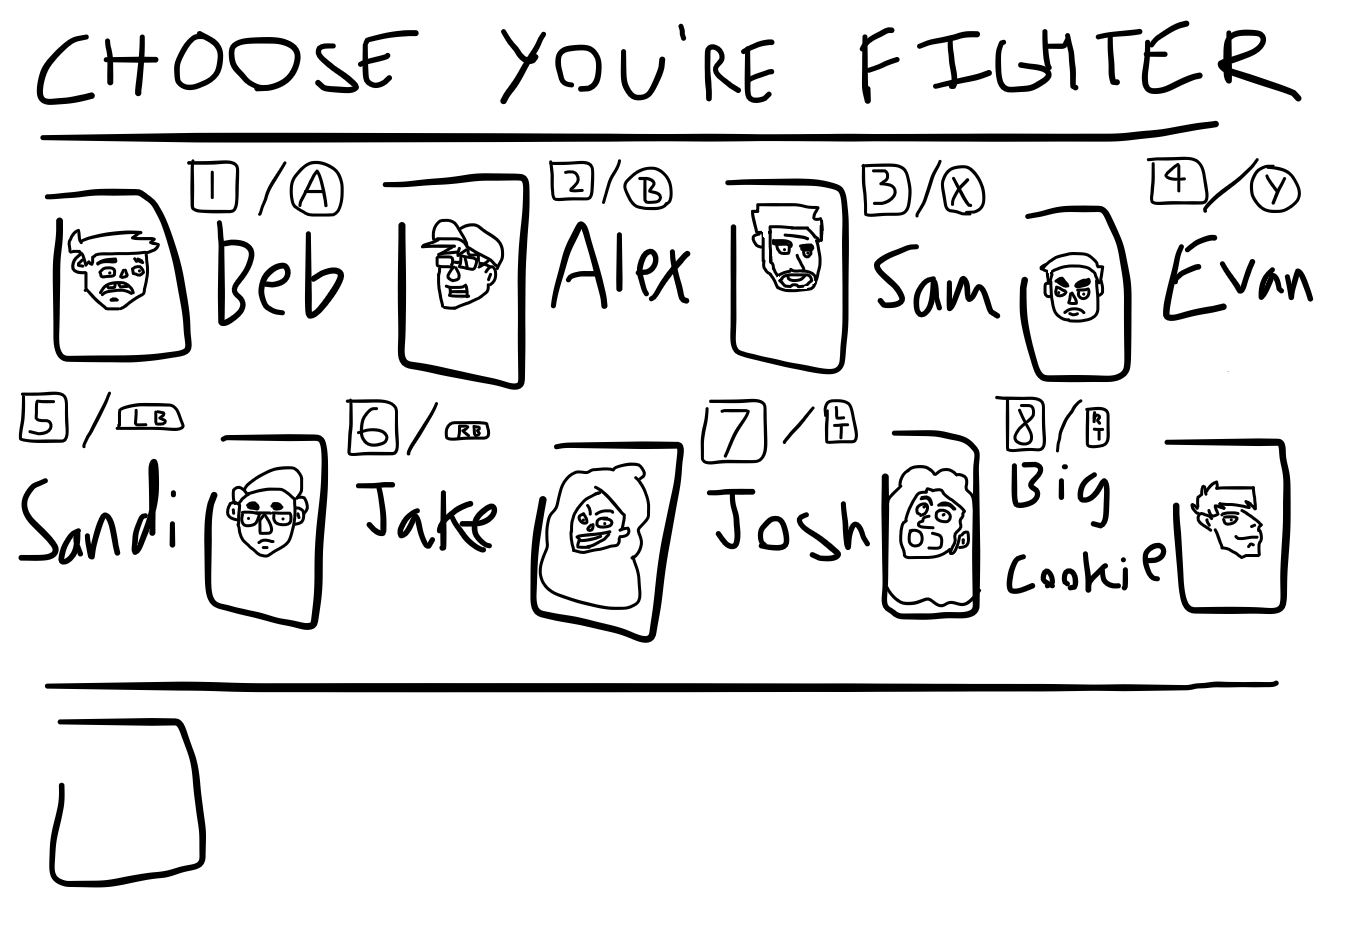 CHOOSE YOU'RE FIGHTER
1 / A
Beb
2 / B
Alex
3 / X
Sam
4 / Y
Evan
5 / LB
Sandi
6 / RB
Jake
7 / LT
Josh
8 / RT
Big
Cookie